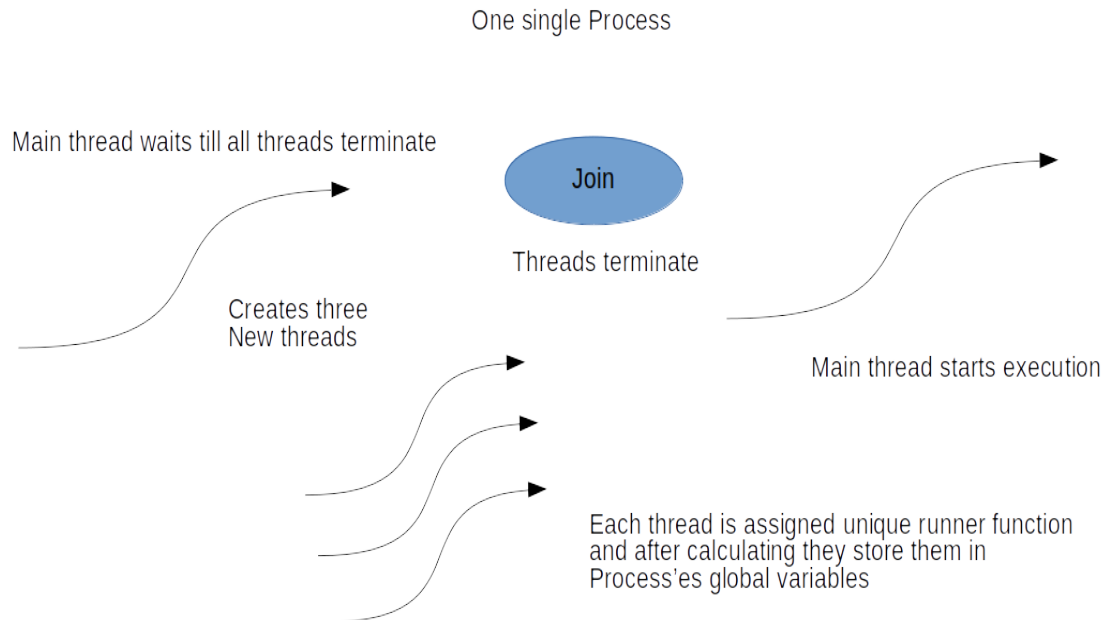 One single Process
Main thread waits till all threads terminate
Join
Threads terminate
Creates three
New threads
Main thread starts execution
Each thread is assigned unique runner function
and after calculating they store them in
Process’es global variables